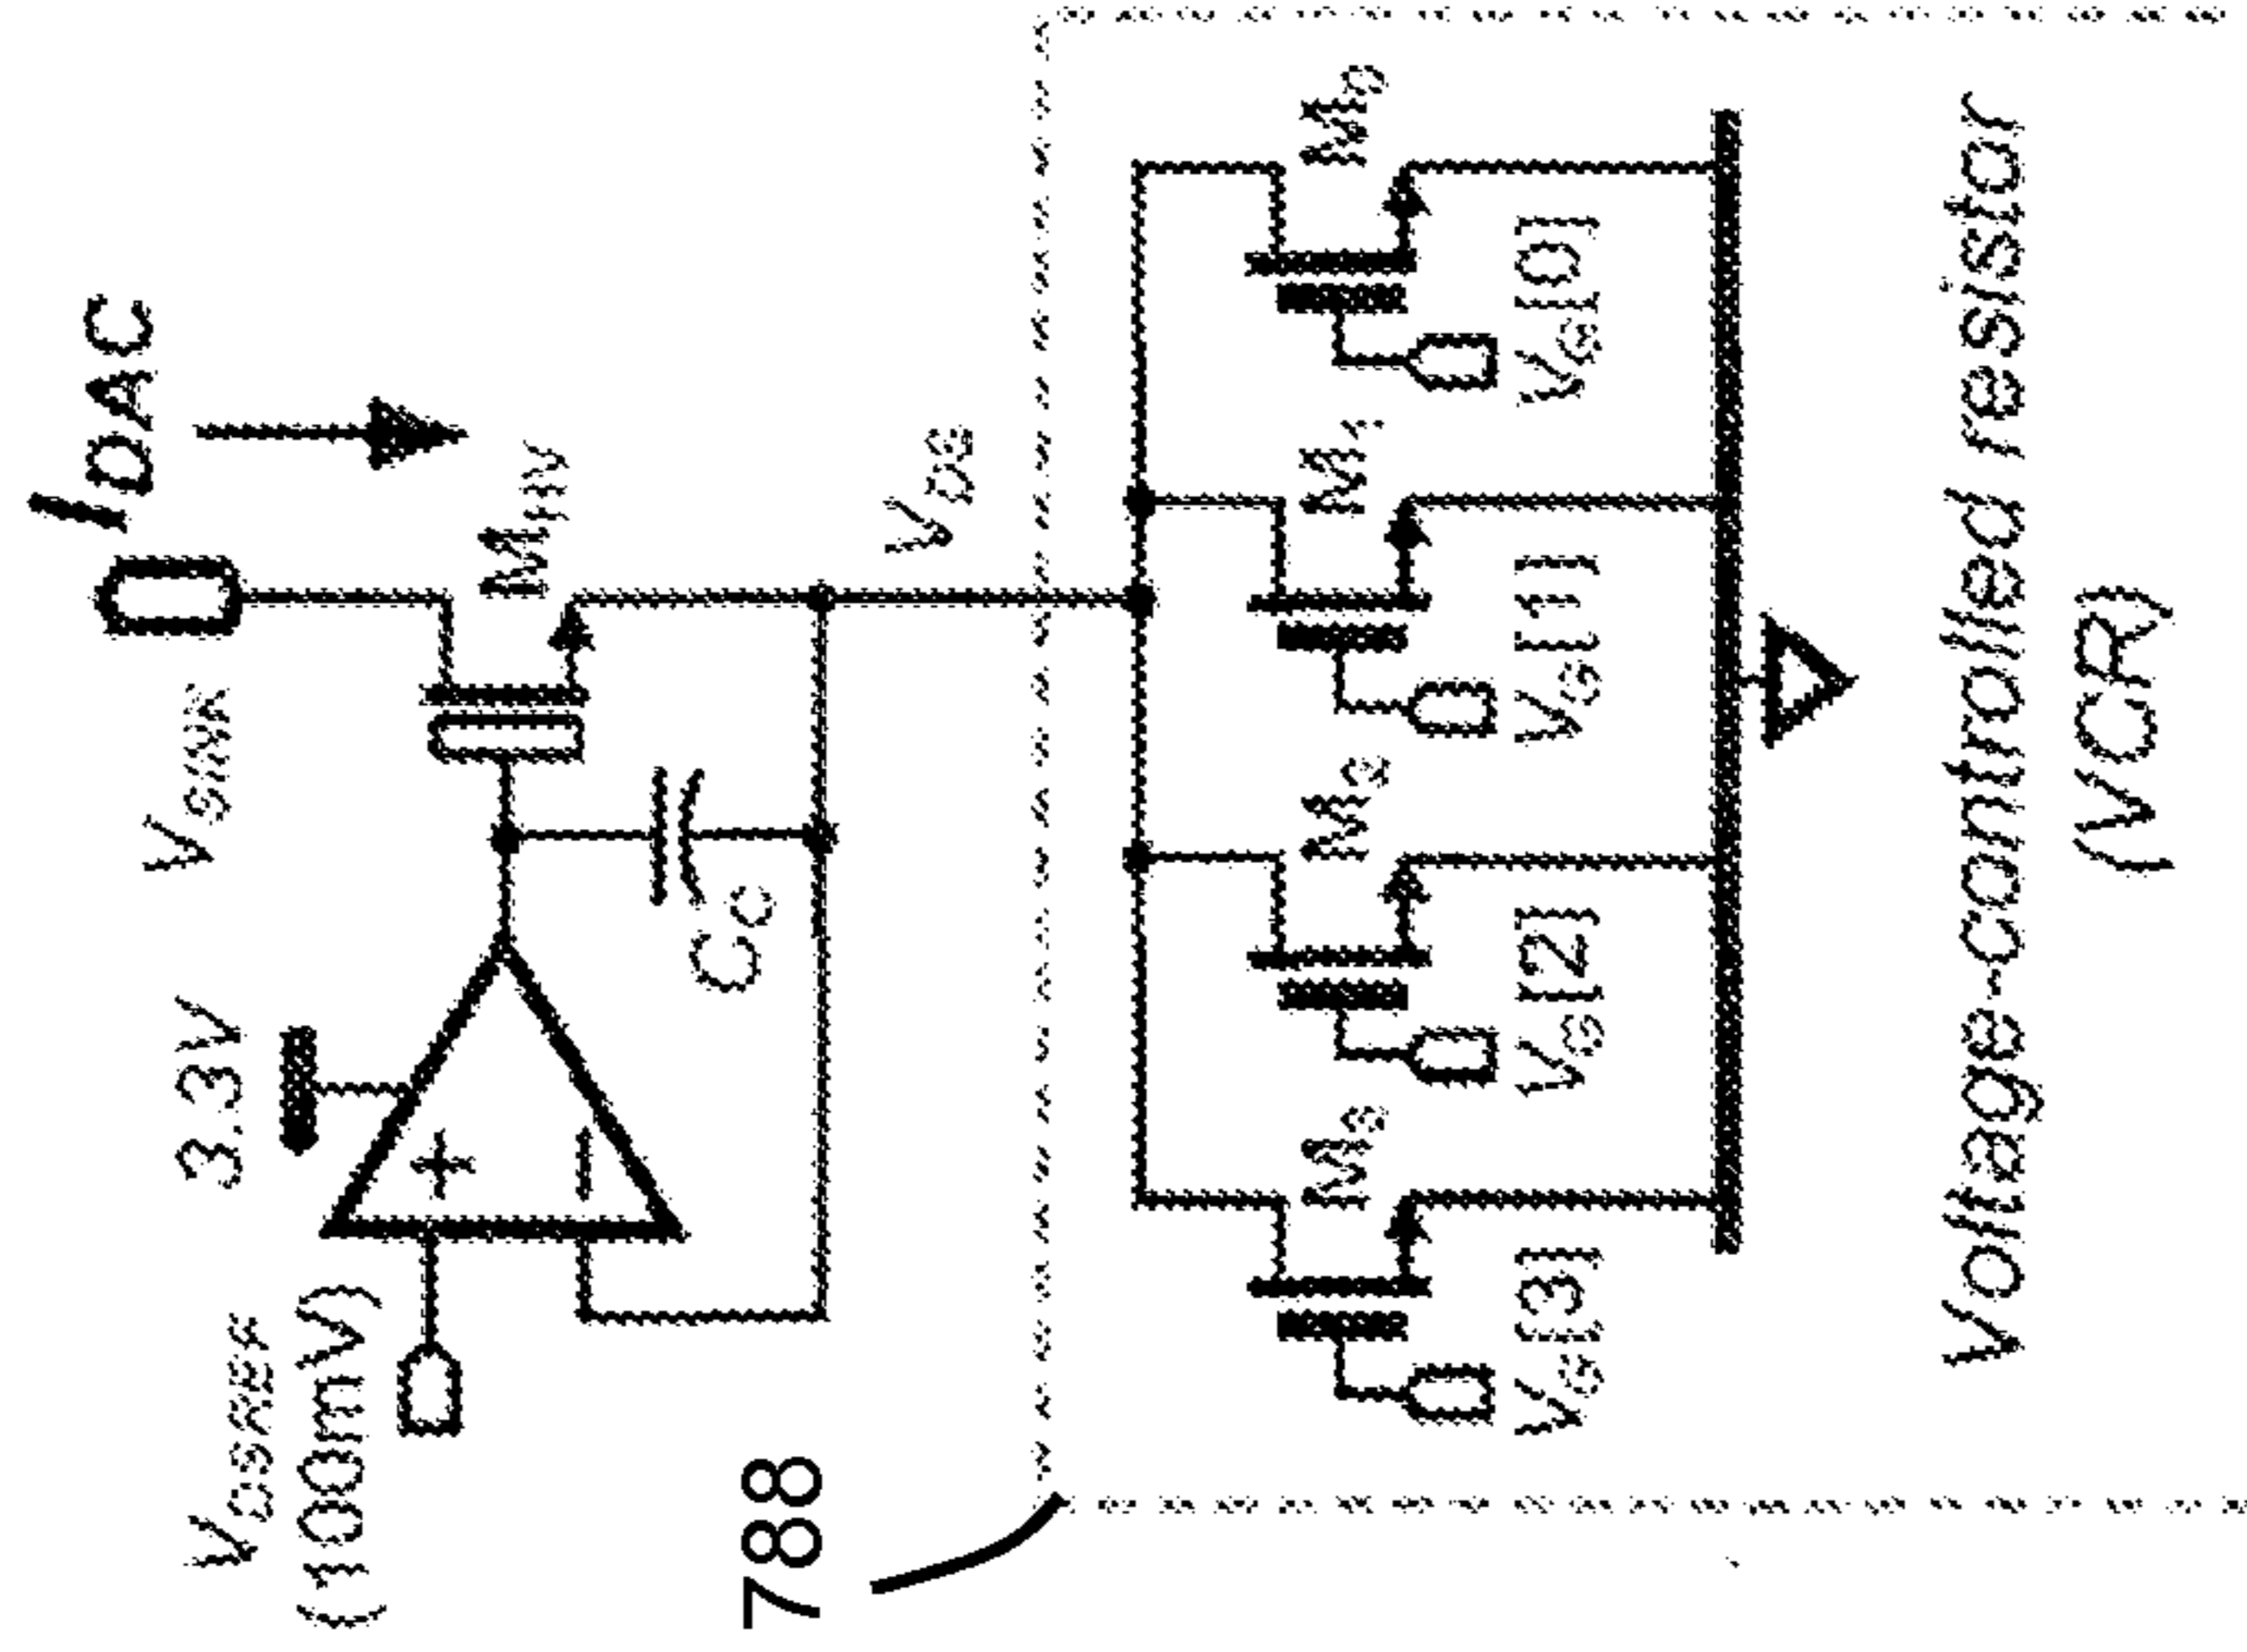 I_DAC
V_SINK
3.3V
V_DSREF
(100mV)
M_HV
C_C
V_DS
788
M_3
M_2
M_1
M_0
V_G[3]
V_G[2]
V_G[1]
V_G[0]
+
−
Voltage-controlled resistor
(VCR)